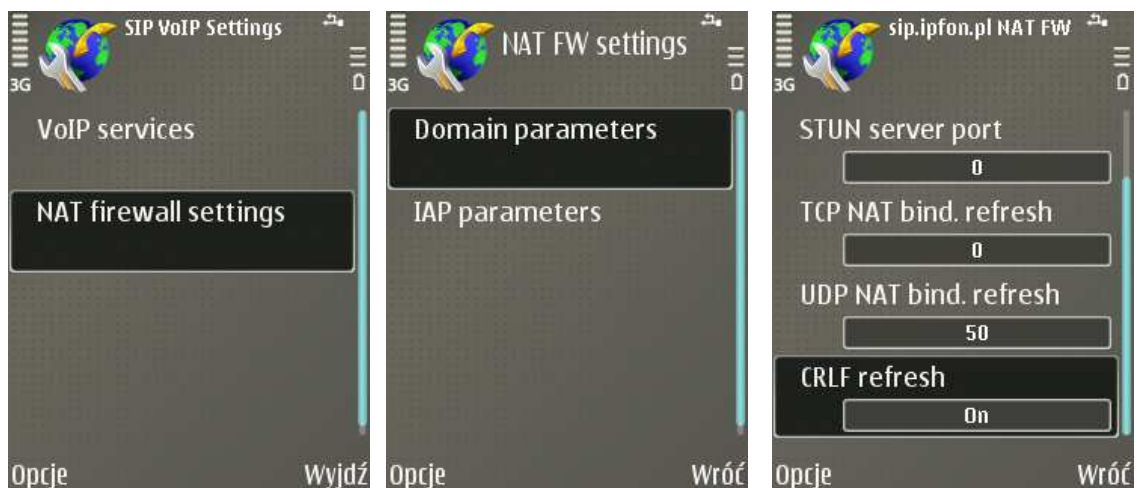 SIP VoIP Settings
3G
VoIP services
NAT firewall settings
Opcje Wyjdź
NAT FW settings
3G
Domain parameters
IAP parameters
Opcje Wróć
sip.ipfon.pl NAT FW
3G
STUN server port
0
TCP NAT bind. refresh
0
UDP NAT bind. refresh
50
CRLF refresh
On
Opcje Wróć